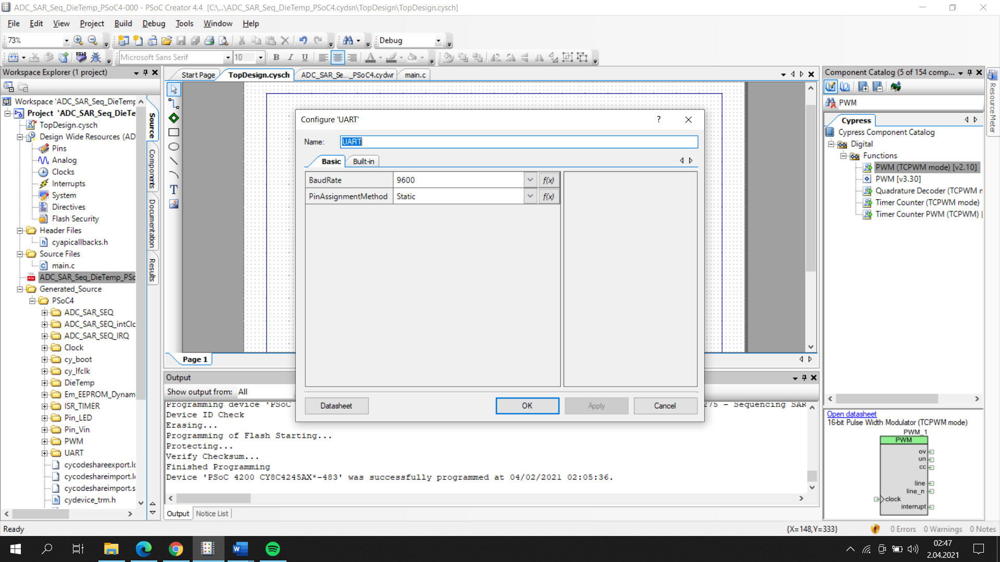 ADC_SAR_Seq_DieTemp_PSoC4-000 - PSoC Creator 4.4 [C:\...\ADC_SAR_Seq_DieTemp_PSoC4.cydsn\TopDesign\TopDesign.cysch]
File Edit View Project Build Debug Tools Window Help
73% Debug
Microsoft Sans Serif 10 B I U A
Workspace Explorer (1 project)
Workspace 'ADC_SAR_Seq_DieTemp
Project 'ADC_SAR_Seq_DieTe
TopDesign.cysch
Design Wide Resources (AD
Pins
Analog
Clocks
Interrupts
System
Directives
Flash Security
Header Files
cyapicallbacks.h
Source Files
main.c
ADC_SAR_Seq_DieTemp_PSo
Generated_Source
PSoC4
ADC_SAR_SEQ
ADC_SAR_SEQ_intClo
ADC_SAR_SEQ_IRQ
Clock
cy_boot
cy_lfclk
DieTemp
Em_EEPROM_Dynam
ISR_TIMER
Pin_LED
Pin_Vin
PWM
UART
cycodeshareexport.lo
cycodeshareimport.lo
cycodeshareimport.s
cydevice_trm.h
Source
Components
Documentation
Results
Start Page TopDesign.cysch ADC_SAR_Se..._PSoC4.cydwr main.c
T
Configure 'UART'
?
Name: UART
Basic Built-in
BaudRate 9600 f(x)
PinAssignmentMethod Static f(x)
Datasheet OK Apply Cancel
Page 1
Output
Show output from: All
Programming device 'PSoC 275 - Sequencing SAR
Device ID Check
Erasing...
Programming of Flash Starting...
Protecting...
Verify Checksum...
Finished Programming
Device 'PSoC 4200 CY8C4245AX*-483' was successfully programmed at 04/02/2021 02:05:36.
Output Notice List
Component Catalog (5 of 154 comp...
PWM
Cypress
Cypress Component Catalog
Digital
Functions
PWM (TCPWM mode) [v2.10]
PWM [v3.30]
Quadrature Decoder (TCPWM m
Timer Counter (TCPWM mode)
Timer Counter PWM (TCPWM) [
Open datasheet
16-bit Pulse Width Modulator (TCPWM mode)
PWM_1
PWM
ov
un
cc
line
line_n
clock
interrupt
Resource Meter
Ready {X=148,Y=333} 0 Errors 0 Warnings 0 Notes
02:47
2.04.2021